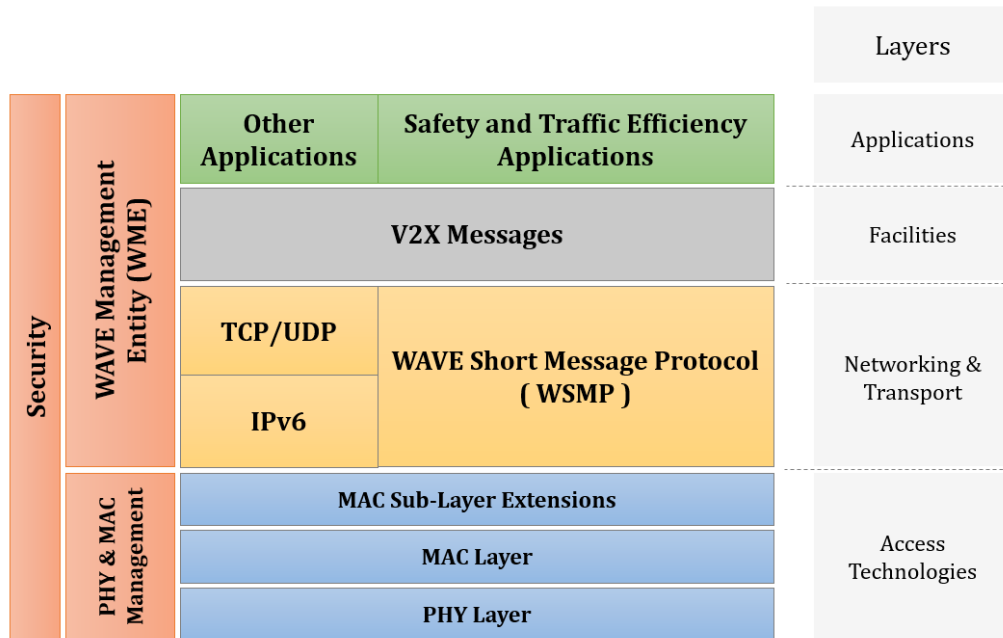 Layers
Security
WAVE Management
Entity (WME)
Other
Applications
Safety and Traffic Efficiency
Applications
Applications
V2X Messages
Facilities
TCP/UDP
IPv6
WAVE Short Message Protocol
( WSMP )
Networking &
Transport
PHY & MAC
Management
MAC Sub-Layer Extensions
MAC Layer
PHY Layer
Access
Technologies